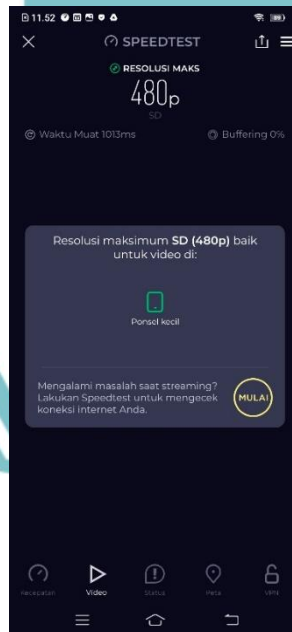 11.52
SPEEDTEST
RESOLUSI MAKS
480p
SD
Waktu Muat 1013ms
Buffering 0%
Resolusi maksimum SD (480p) baik
untuk video di:
Ponsel kecil
Mengalami masalah saat streaming?
Lakukan Speedtest untuk mengecek
koneksi internet Anda.
MULAI
Kecepatan
Video
Status
Peta
VPN